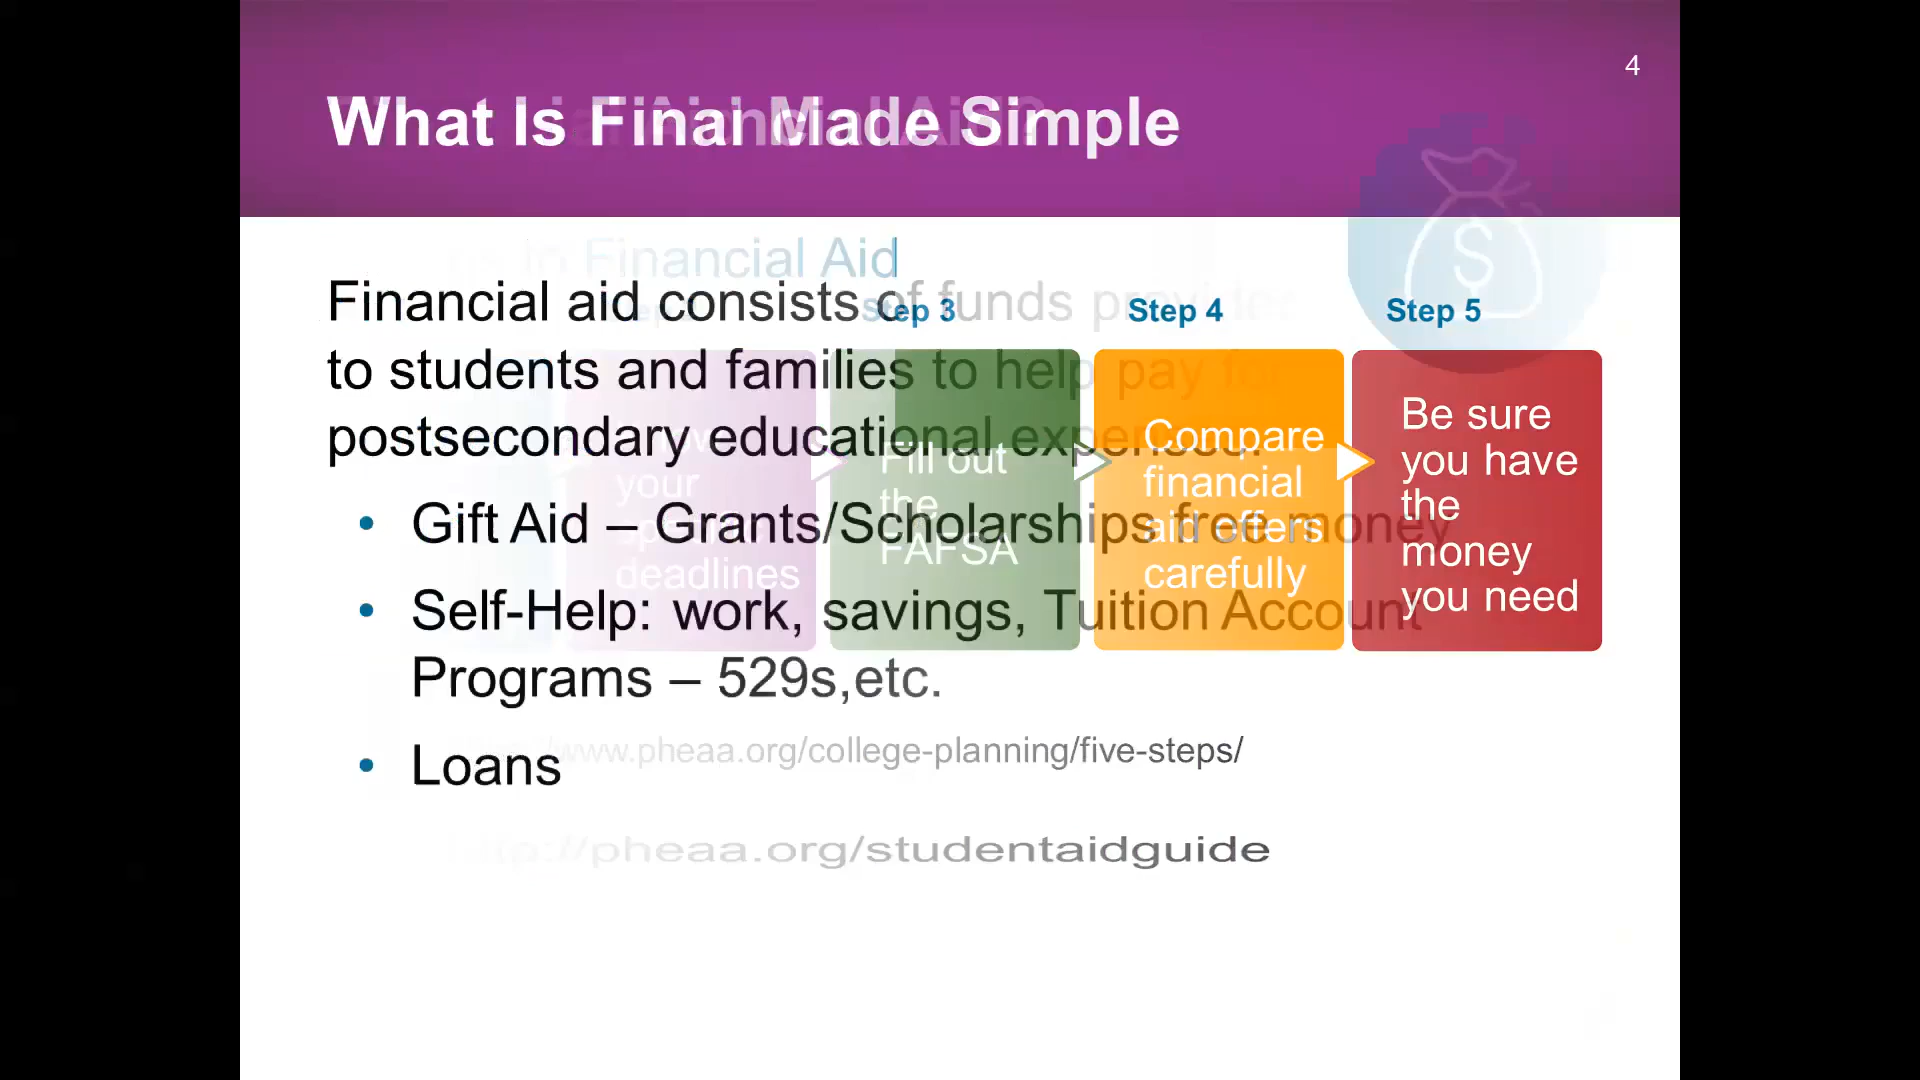 4
What Is Financial Aid?
Made Simple
Financial Aid
Financial aid consists of funds provided
to students and families to help pay for
postsecondary educational expenses.
• Gift Aid – Grants/Scholarships free money
• Self-Help: work, savings, Tuition Account
Programs – 529s,etc.
• Loans
Step 3
Step 4
Step 5
your
deadlines
Fill out
the
FAFSA
Compare
financial
aid offers
carefully
Be sure
you have
the
money
you need
www.pheaa.org/college-planning/five-steps/
http://pheaa.org/studentaidguide